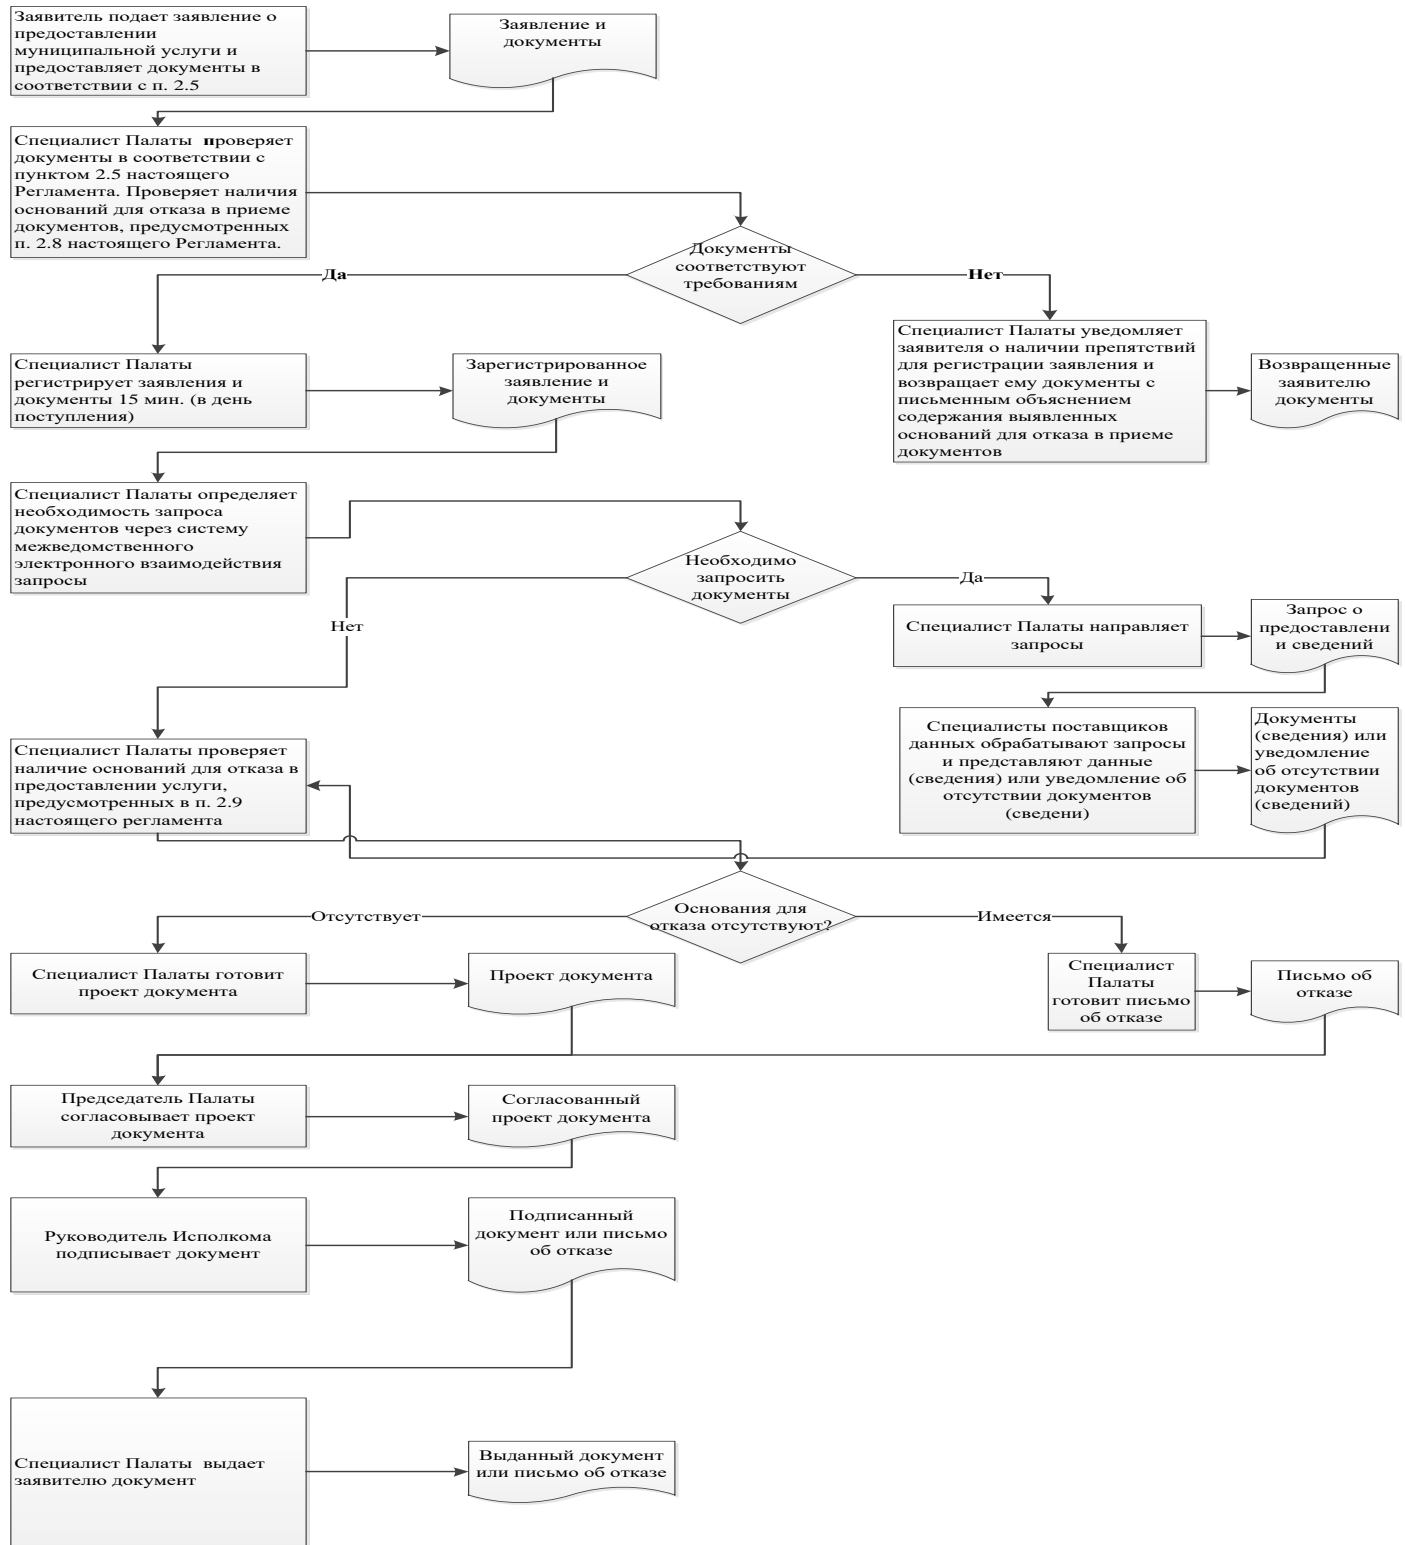 Заявитель подает заявление о
предоставлении
муниципальной услуги и
предоставляет документы в
соответствии с п. 2.5
Заявление и
документы
Специалист Палаты  проверяет
документы в соответствии с
пунктом 2.5 настоящего
Регламента. Проверяет наличия
оснований для отказа в приеме
документов, предусмотренных
п. 2.8 настоящего Регламента.
Документы
соответствуют
требованиям
Да
Нет
Специалист Палаты
регистрирует заявления и
документы 15 мин. (в день
поступления)
Зарегистрированное
заявление и
документы
Специалист Палаты уведомляет
заявителя о наличии препятствий
для регистрации заявления и
возвращает ему документы с
письменным объяснением
содержания выявленных
оснований для отказа в приеме
документов
Возвращенные
заявителю
документы
Специалист Палаты определяет
необходимость запроса
документов через систему
межведомственного
электронного взаимодействия
запросы
Необходимо
запросить
документы
Да
Нет
Специалист Палаты направляет
запросы
Запрос о
предоставлени
и сведений
Специалист Палаты проверяет
наличие оснований для отказа в
предоставлении услуги,
предусмотренных в п. 2.9
настоящего регламента
Специалисты поставщиков
данных обрабатывают запросы
и представляют данные
(сведения) или уведомление об
отсутствии документов
(сведени)
Документы
(сведения) или
уведомление
об отсутствии
документов
(сведений)
Основания для
отказа отсутствуют?
Отсутствует
Имеется
Специалист Палаты готовит
проект документа
Проект документа
Специалист
Палаты
готовит письмо
об отказе
Письмо об
отказе
Председатель Палаты
согласовывает проект
документа
Согласованный
проект документа
Руководитель Исполкома
подписывает документ
Подписанный
документ или письмо
об отказе
Специалист Палаты  выдает
заявителю документ
Выданный документ
или письмо об отказе